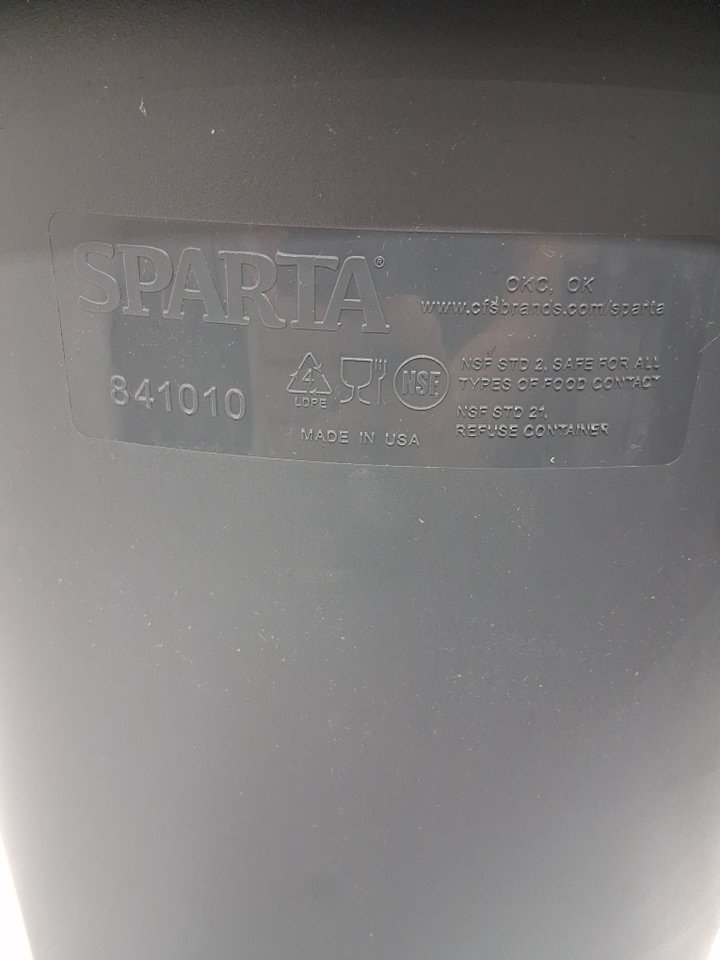 SPARTA®
OKC, OK
www.cfsbrands.com/sparta
841010
4
LDPE
NSF
MADE IN USA
NSF STD 2, SAFE FOR ALL
TYPES OF FOOD CONTACT
NSF STD 21,
REFUSE CONTAINER